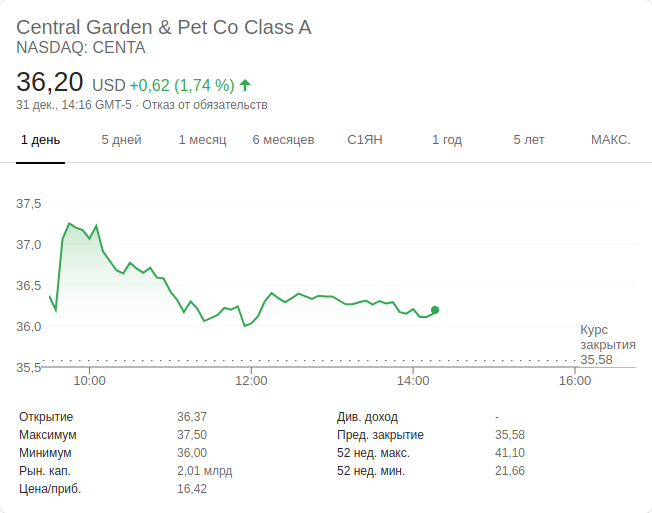 Central Garden & Pet Co Class A
NASDAQ: CENTA
36,20 USD +0,62 (1,74 %)
31 дек., 14:16 GMT-5 · Отказ от обязательств
1 день 5 дней 1 месяц 6 месяцев С1ЯН 1 год 5 лет МАКС.
37,5
37,0
36,5
36,0
35,5
Курс
закрытия
35,58
10:00 12:00 14:00 16:00
Открытие 36,37
Максимум 37,50
Минимум 36,00
Рын. кап. 2,01 млрд
Цена/приб. 16,42
Див. доход -
Пред. закрытие 35,58
52 нед. макс. 41,10
52 нед. мин. 21,66